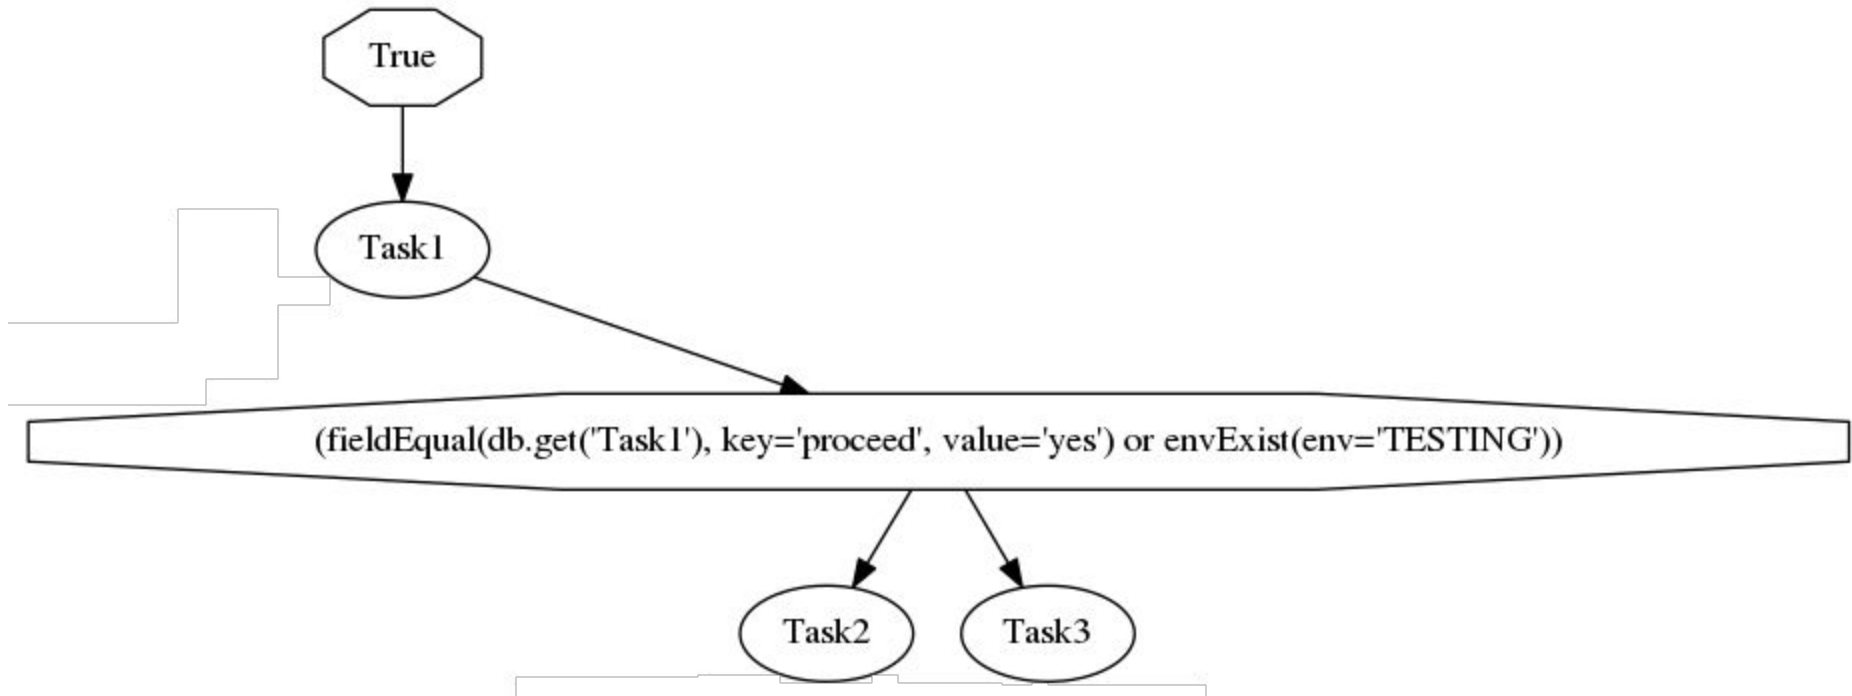 True
Task1
(fieldEqual(db.get('Task1'), key='proceed', value='yes') or envExist(env='TESTING'))
Task2
Task3